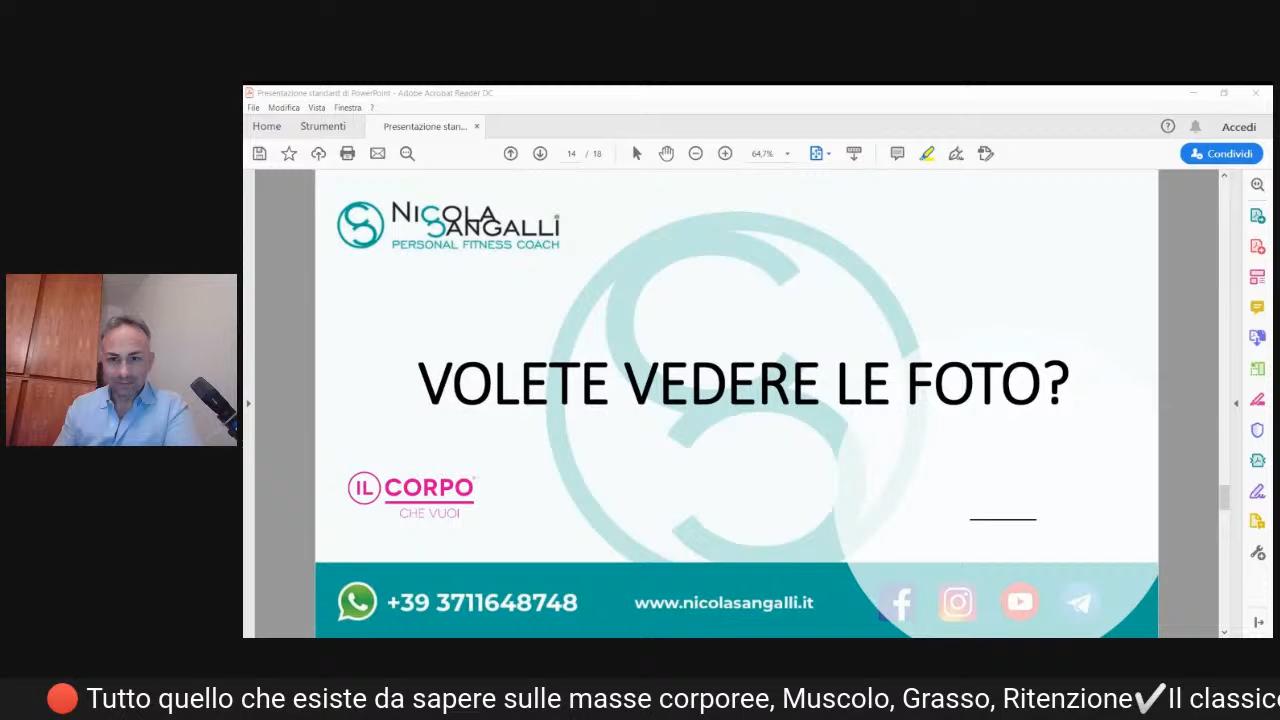 Presentazione standard di PowerPoint - Adobe Acrobat Reader DC
File Modifica Vista Finestra ?
Home Strumenti Presentazione stan... × Accedi
14 / 18 64,7% Condividi
NICOLA SANGALLI
PERSONAL FITNESS COACH
VOLETE VEDERE LE FOTO?
IL CORPO
CHE VUOI
+39 3711648748 www.nicolasangalli.it
🔴 Tutto quello che esiste da sapere sulle masse corporee, Muscolo, Grasso, Ritenzione✔️Il classic